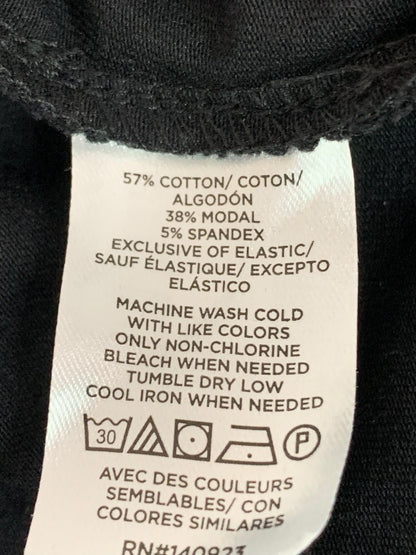 57% COTTON/ COTON/
ALGODÓN
38% MODAL
5% SPANDEX
EXCLUSIVE OF ELASTIC/
SAUF ÉLASTIQUE/ EXCEPTO
ELÁSTICO
MACHINE WASH COLD
WITH LIKE COLORS
ONLY NON-CHLORINE
BLEACH WHEN NEEDED
TUMBLE DRY LOW
COOL IRON WHEN NEEDED
30 P
AVEC DES COULEURS
SEMBLABLES/ CON
COLORES SIMILARES
RN#140923